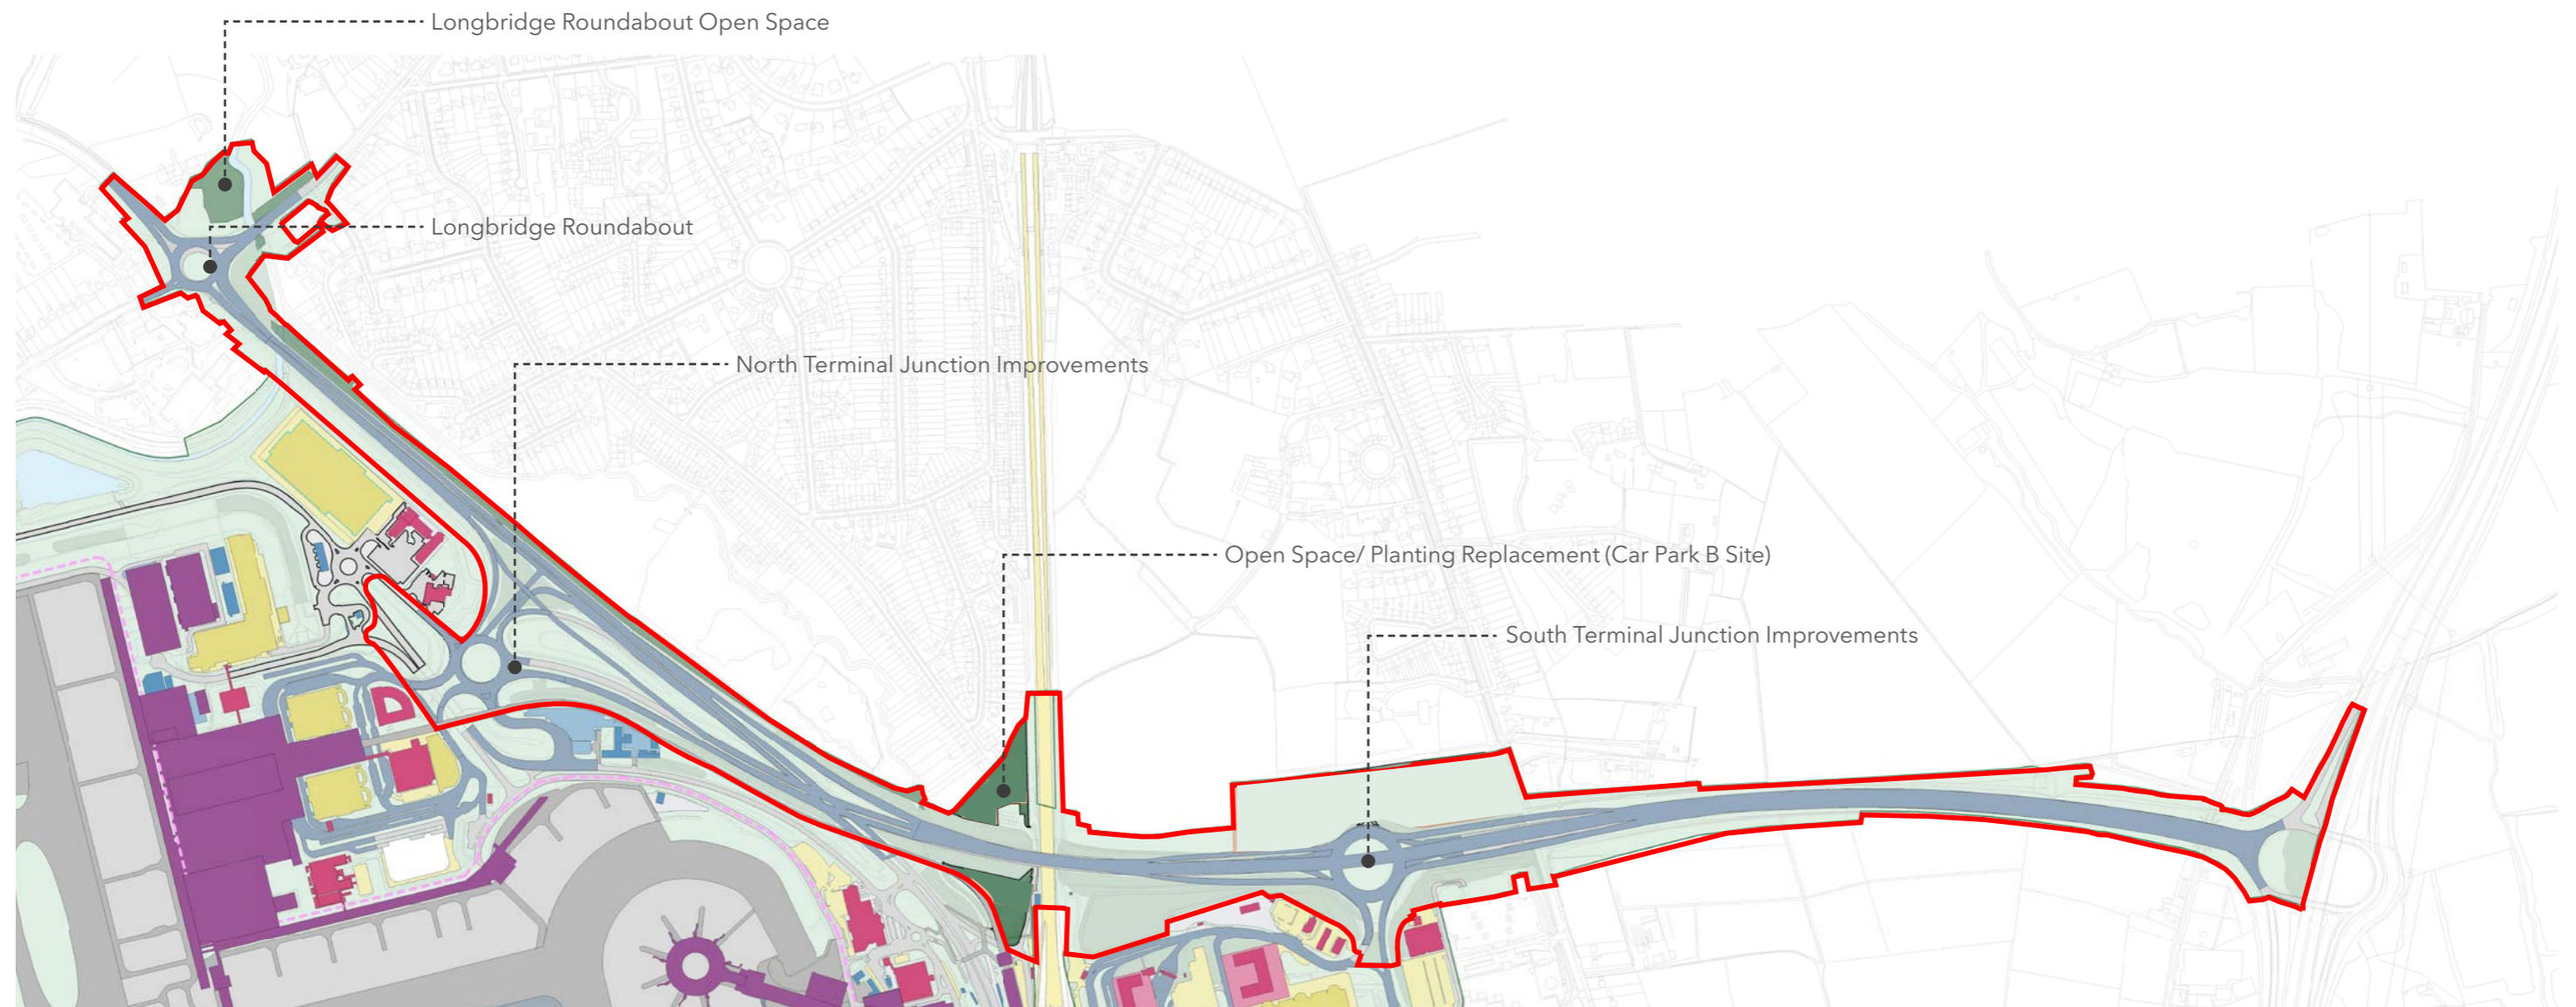 Longbridge Roundabout Open Space
Longbridge Roundabout
North Terminal Junction Improvements
Open Space/ Planting Replacement (Car Park B Site)
South Terminal Junction Improvements